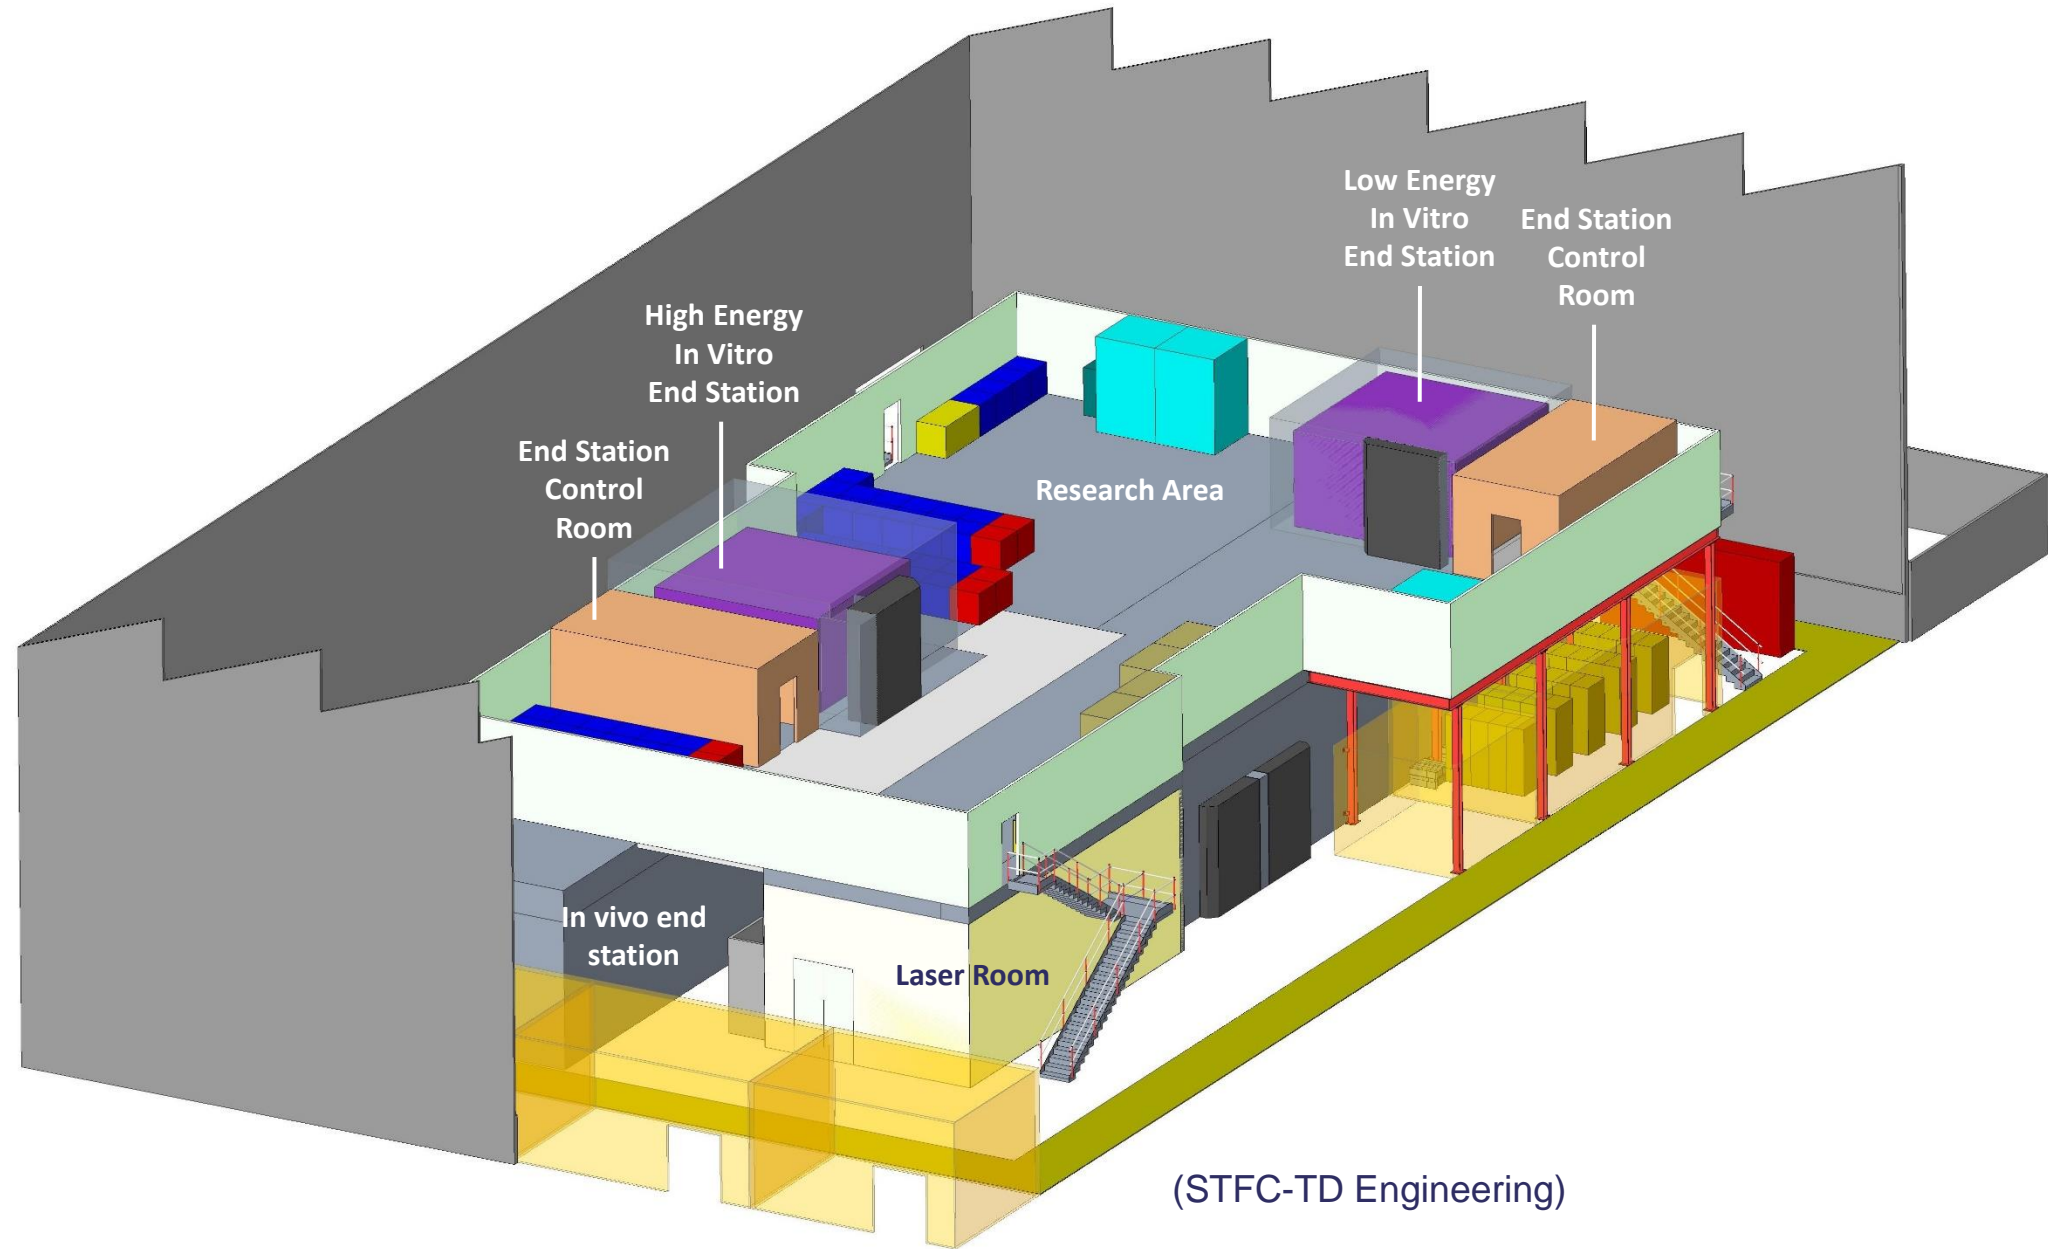 Low Energy
In Vitro
End Station
End Station
Control
Room
High Energy
In Vitro
End Station
End Station
Control
Room
Research Area
In vivo end
station
Laser Room
(STFC-TD Engineering)